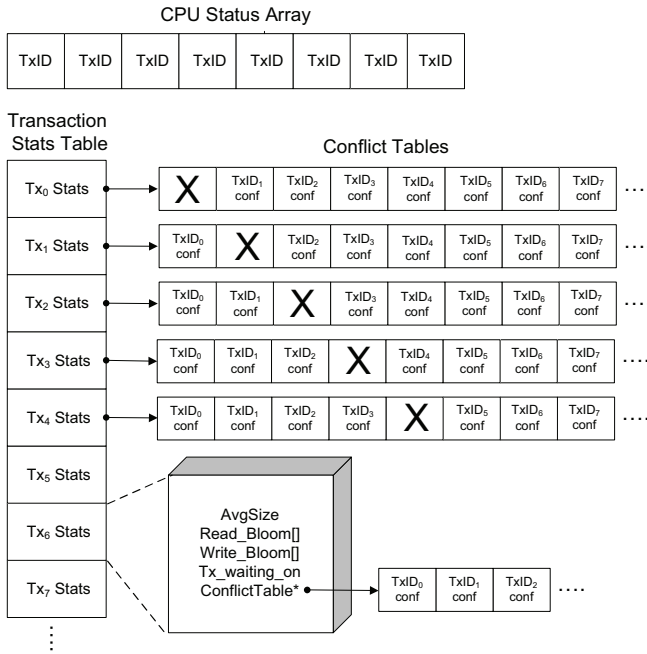 CPU Status Array
TxID TxID TxID TxID TxID TxID TxID TxID
Transaction
Stats Table
Conflict Tables
Tx0 Stats
X TxID1 conf TxID2 conf TxID3 conf TxID4 conf TxID5 conf TxID6 conf TxID7 conf ....
Tx1 Stats
TxID0 conf X TxID2 conf TxID3 conf TxID4 conf TxID5 conf TxID6 conf TxID7 conf ....
Tx2 Stats
TxID0 conf TxID1 conf X TxID3 conf TxID4 conf TxID5 conf TxID6 conf TxID7 conf ....
Tx3 Stats
TxID0 conf TxID1 conf TxID2 conf X TxID4 conf TxID5 conf TxID6 conf TxID7 conf ....
Tx4 Stats
TxID0 conf TxID1 conf TxID2 conf TxID3 conf X TxID5 conf TxID6 conf TxID7 conf ....
Tx5 Stats
Tx6 Stats
Tx7 Stats
AvgSize
Read_Bloom[]
Write_Bloom[]
Tx_waiting_on
ConflictTable*
TxID0 conf TxID1 conf TxID2 conf ....